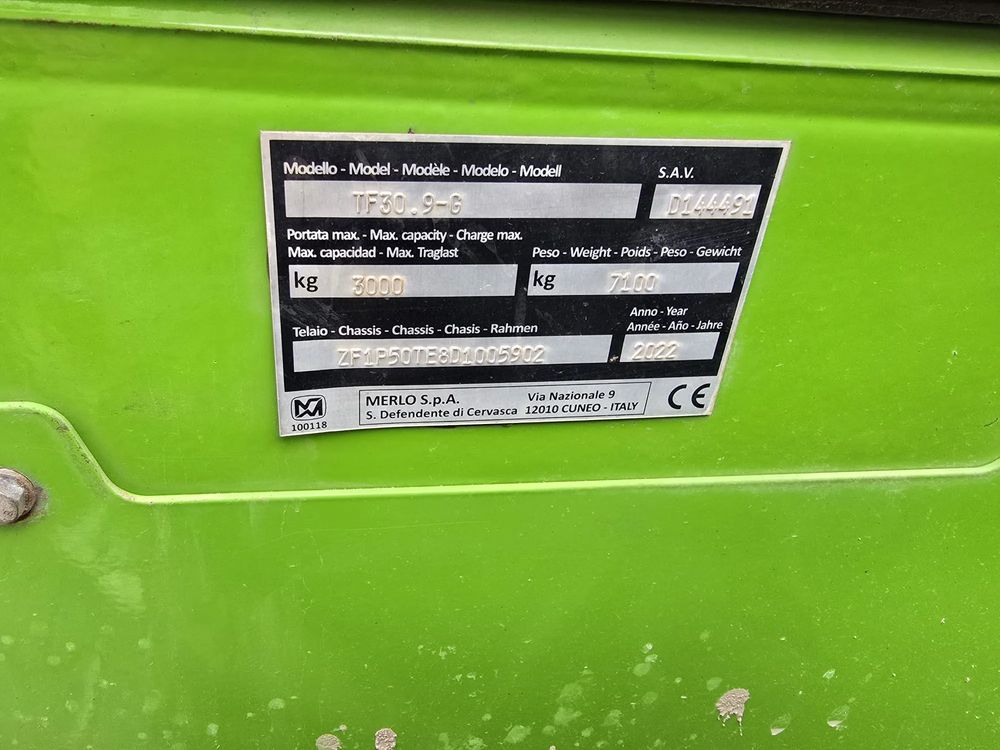 Modello - Model - Modèle - Modelo - Modell S.A.V.
TF30.9-G D144491
Portata max. - Max. capacity - Charge max.
Max. capacidad - Max. Traglast Peso - Weight - Poids - Peso - Gewicht
kg 3000 kg 7100
Anno - Year
Telaio - Chassis - Chassis - Chasis - Rahmen Année - Año - Jahre
ZF1P50TE8D1005902 2022
MERLO S.p.A. Via Nazionale 9
S. Defendente di Cervasca 12010 CUNEO - ITALY
CE
100118